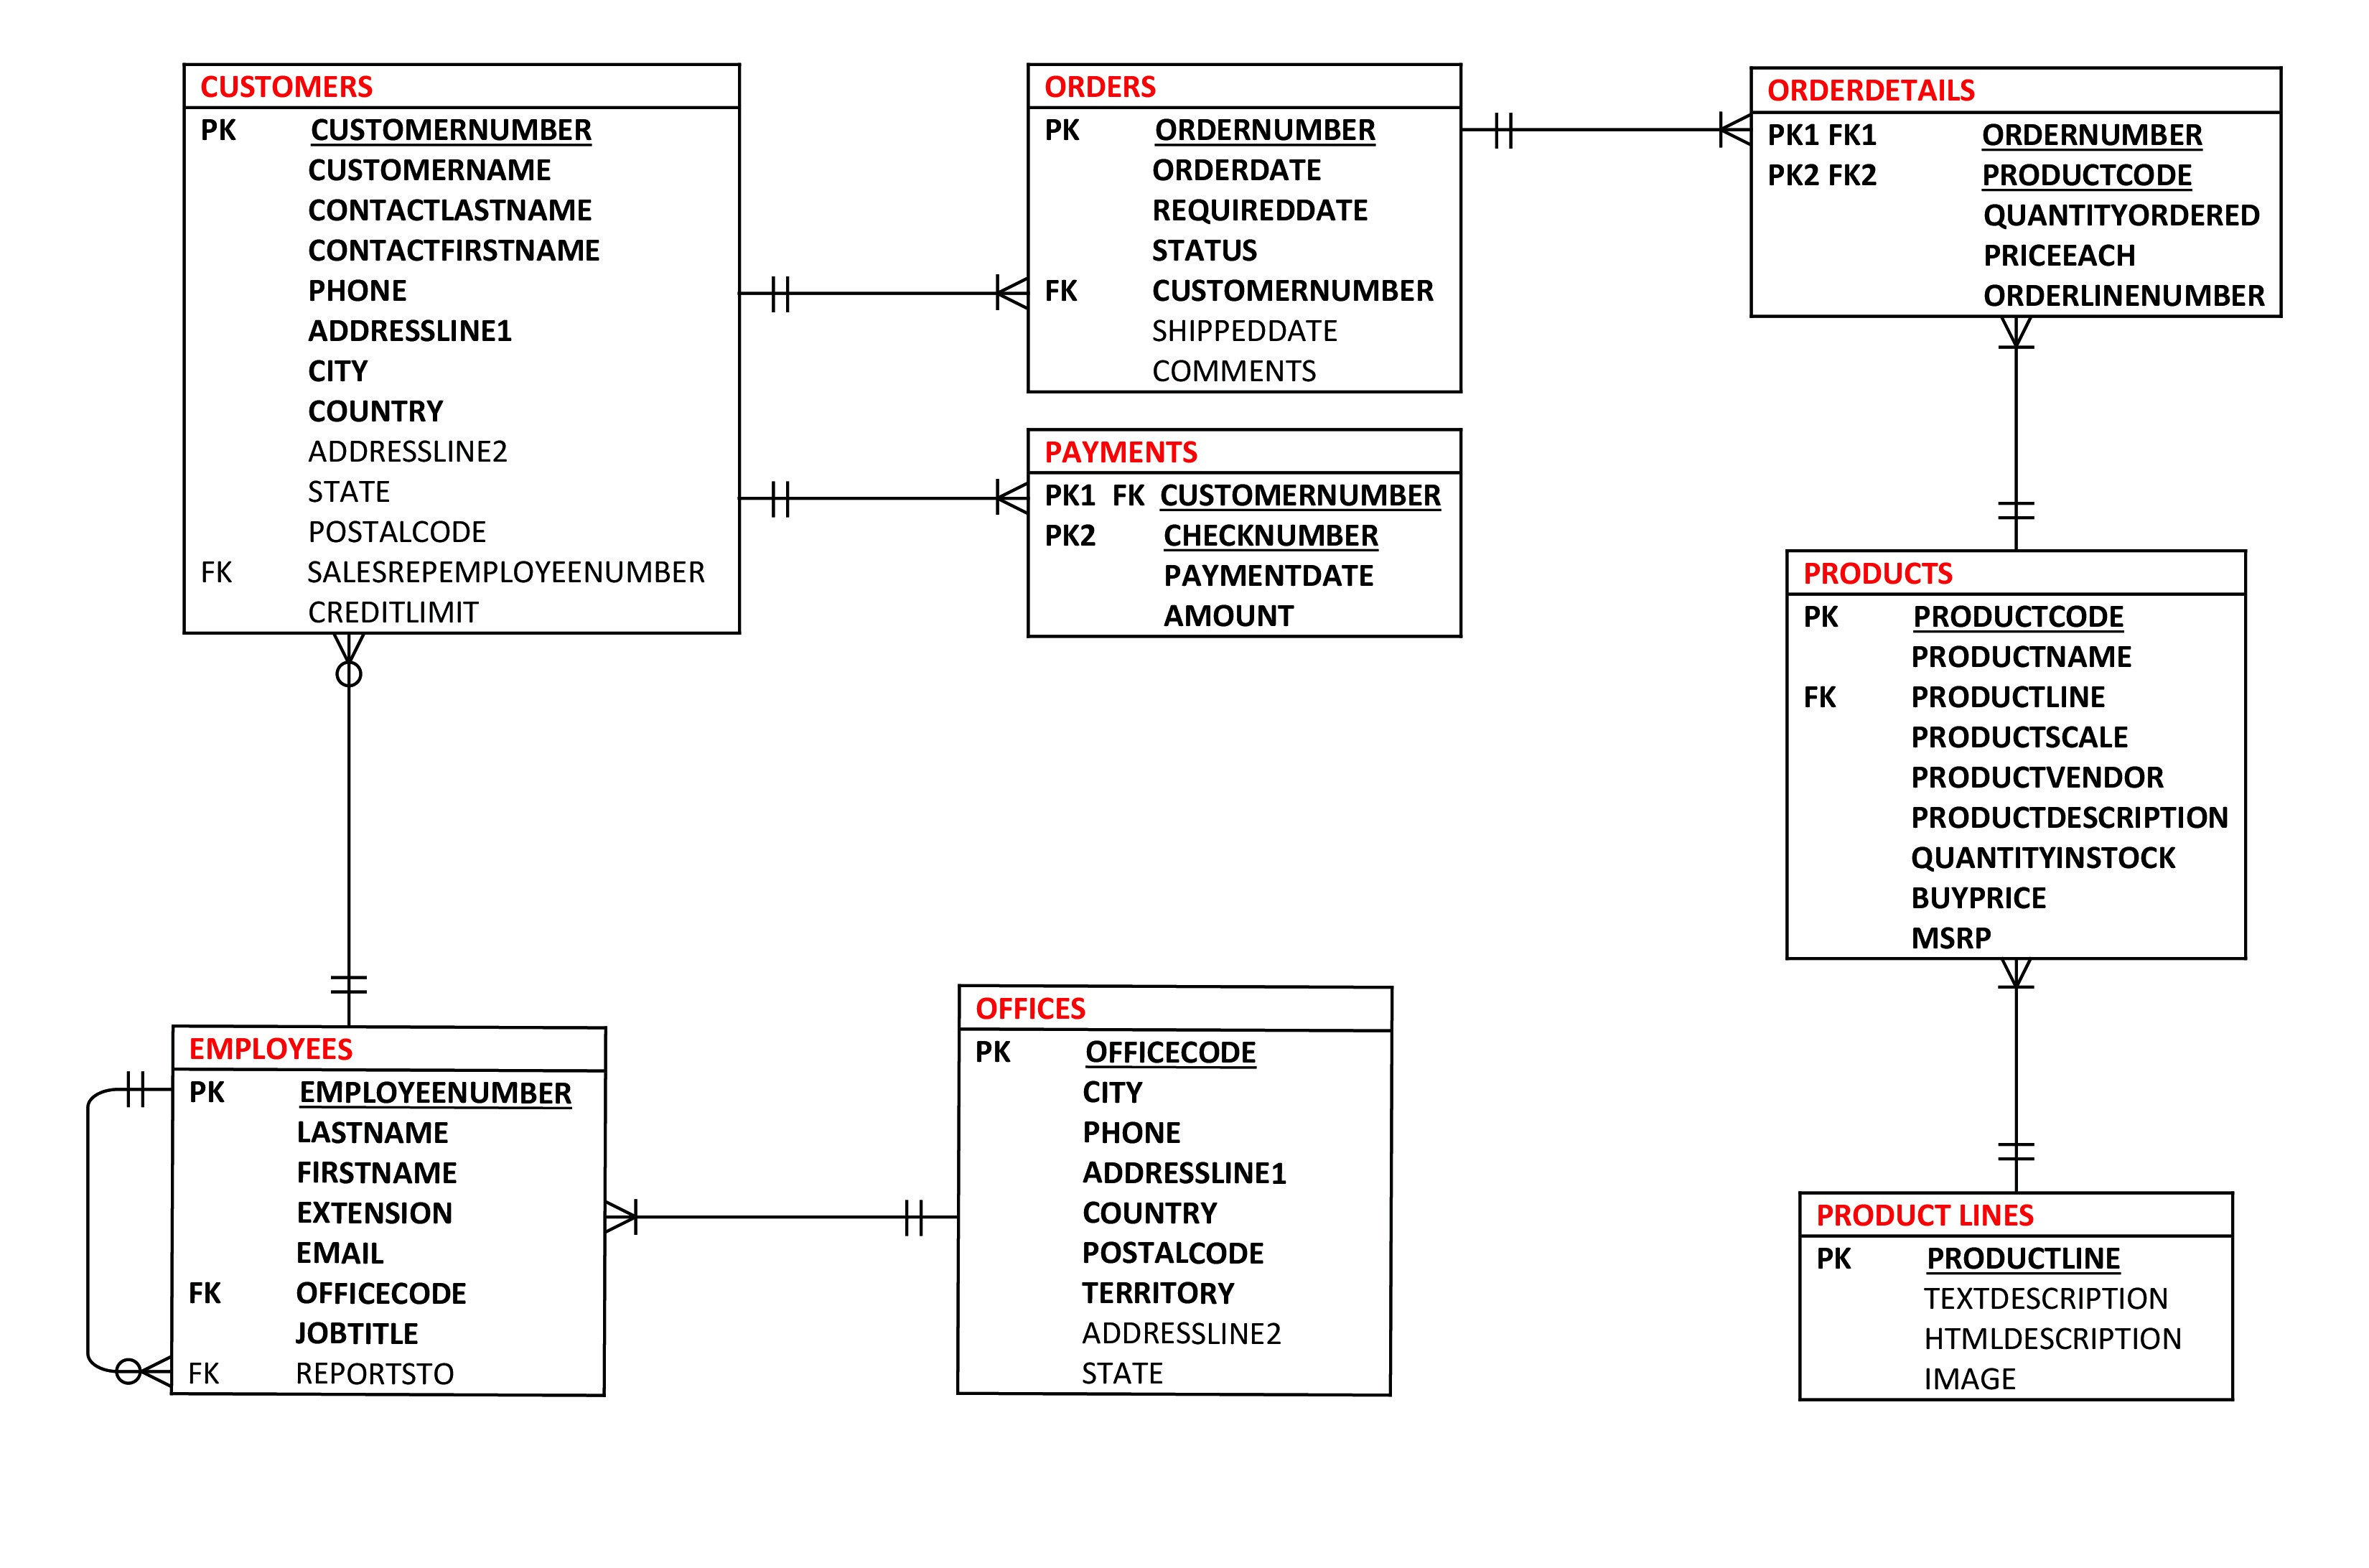 CUSTOMERS
PK CUSTOMERNUMBER
CUSTOMERNAME
CONTACTLASTNAME
CONTACTFIRSTNAME
PHONE
ADDRESSLINE1
CITY
COUNTRY
ADDRESSLINE2
STATE
POSTALCODE
FK SALESREPEMPLOYEENUMBER
CREDITLIMIT
ORDERS
PK ORDERNUMBER
ORDERDATE
REQUIREDDATE
STATUS
FK CUSTOMERNUMBER
SHIPPEDDATE
COMMENTS
ORDERDETAILS
PK1 FK1 ORDERNUMBER
PK2 FK2 PRODUCTCODE
QUANTITYORDERED
PRICEEACH
ORDERLINENUMBER
PAYMENTS
PK1 FK CUSTOMERNUMBER
PK2 CHECKNUMBER
PAYMENTDATE
AMOUNT
PRODUCTS
PK PRODUCTCODE
PRODUCTNAME
FK PRODUCTLINE
PRODUCTSCALE
PRODUCTVENDOR
PRODUCTDESCRIPTION
QUANTITYINSTOCK
BUYPRICE
MSRP
EMPLOYEES
PK EMPLOYEENUMBER
LASTNAME
FIRSTNAME
EXTENSION
EMAIL
FK OFFICECODE
JOBTITLE
FK REPORTSTO
OFFICES
PK OFFICECODE
CITY
PHONE
ADDRESSLINE1
COUNTRY
POSTALCODE
TERRITORY
ADDRESSLINE2
STATE
PRODUCT LINES
PK PRODUCTLINE
TEXTDESCRIPTION
HTMLDESCRIPTION
IMAGE